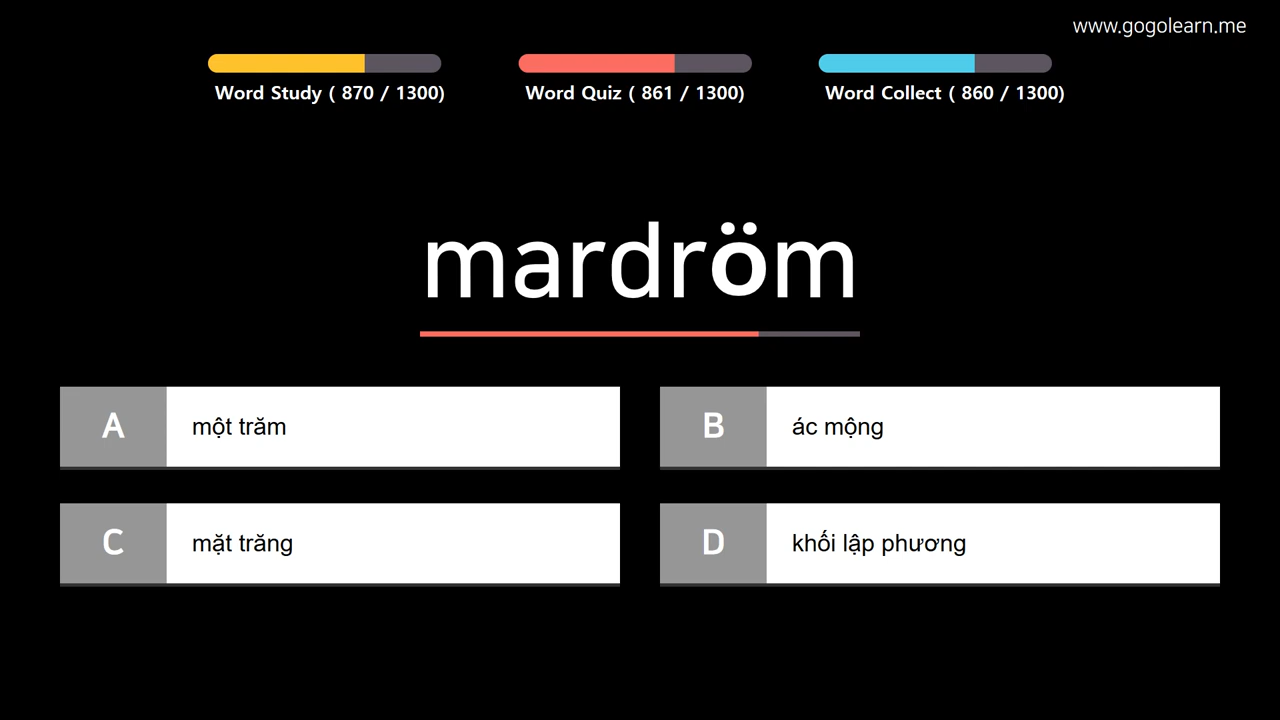 www.gogolearn.me
Word Study ( 870 / 1300)
Word Quiz ( 861 / 1300)
Word Collect ( 860 / 1300)
mardröm
A một trăm
B ác mộng
C mặt trăng
D khối lập phương